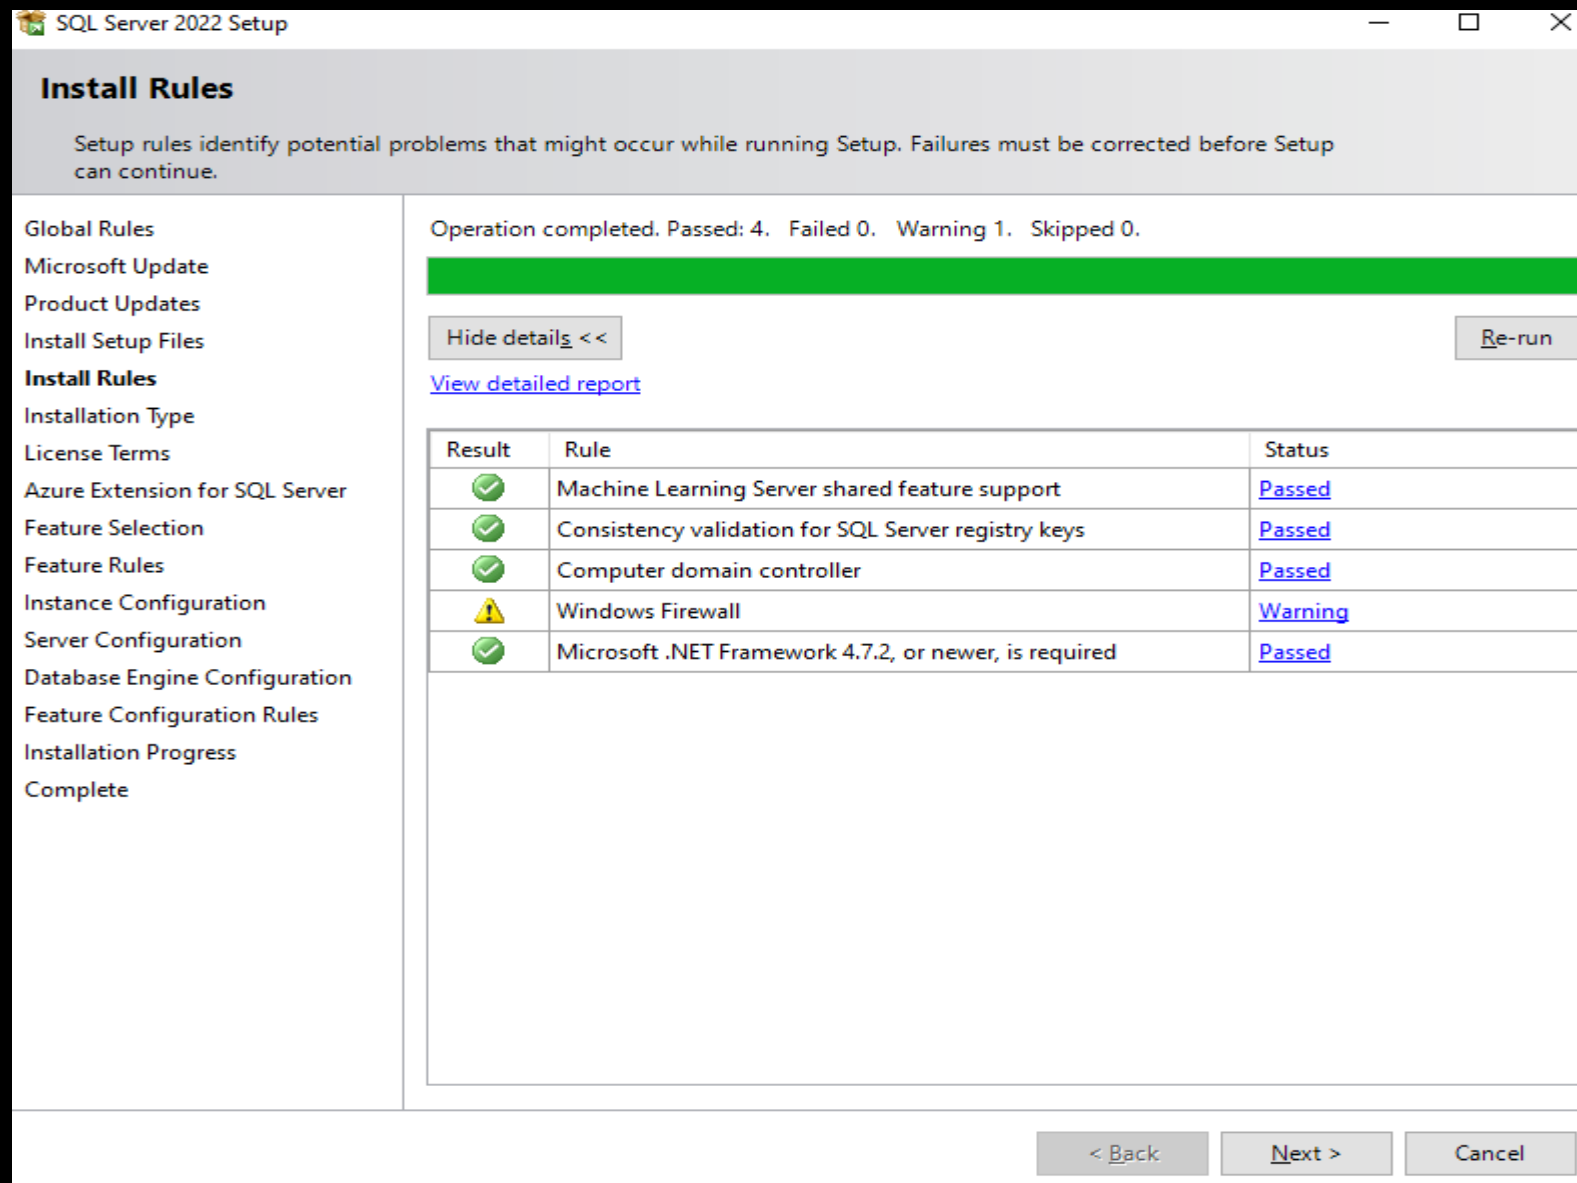 SQL Server 2022 Setup
Install Rules
Setup rules identify potential problems that might occur while running Setup. Failures must be corrected before Setup
can continue.
Global Rules
Microsoft Update
Product Updates
Install Setup Files
Install Rules
Installation Type
License Terms
Azure Extension for SQL Server
Feature Selection
Feature Rules
Instance Configuration
Server Configuration
Database Engine Configuration
Feature Configuration Rules
Installation Progress
Complete
Operation completed. Passed: 4. Failed 0. Warning 1. Skipped 0.
Hide details << Re-run
View detailed report
Result Rule Status
Machine Learning Server shared feature support Passed
Consistency validation for SQL Server registry keys Passed
Computer domain controller Passed
Windows Firewall Warning
Microsoft .NET Framework 4.7.2, or newer, is required Passed
< Back Next > Cancel